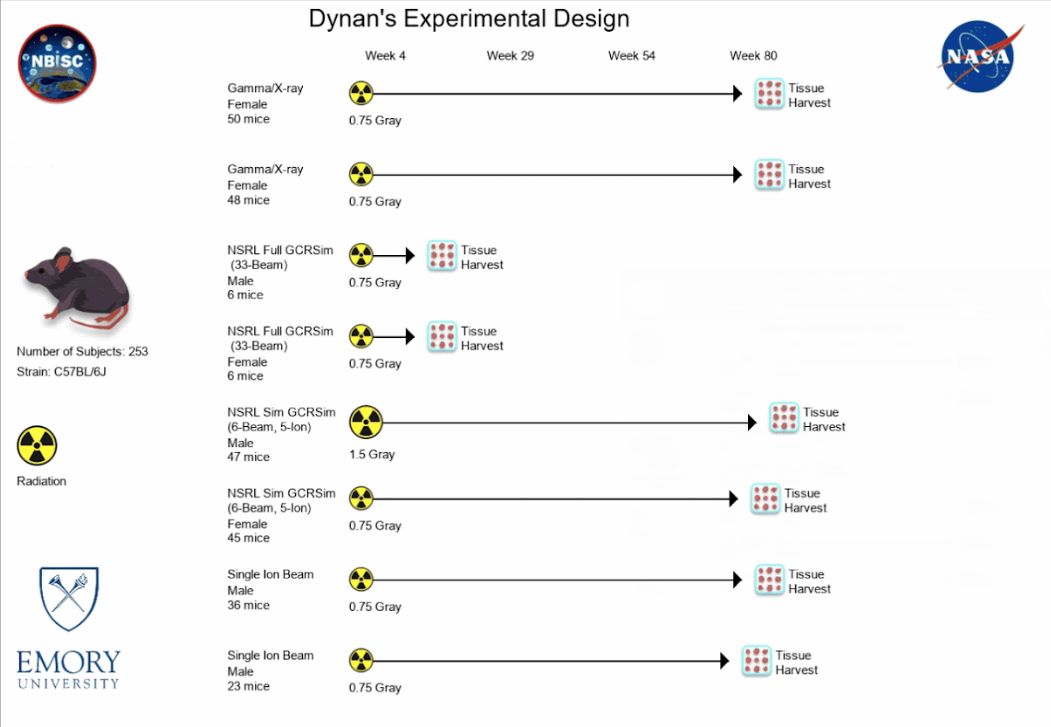 Dynan's Experimental Design
NBISC
NASA
Week 4
Week 29
Week 54
Week 80
Gamma/X-ray
Female
50 mice
0.75 Gray
Tissue
Harvest
Gamma/X-ray
Female
48 mice
0.75 Gray
Tissue
Harvest
NSRL Full GCRSim
(33-Beam)
Male
6 mice
0.75 Gray
Tissue
Harvest
NSRL Full GCRSim
(33-Beam)
Female
6 mice
0.75 Gray
Tissue
Harvest
Number of Subjects: 253
Strain: C57BL/6J
NSRL Sim GCRSim
(6-Beam, 5-Ion)
Male
47 mice
1.5 Gray
Tissue
Harvest
Radiation
NSRL Sim GCRSim
(6-Beam, 5-Ion)
Female
45 mice
0.75 Gray
Tissue
Harvest
Single Ion Beam
Male
36 mice
0.75 Gray
Tissue
Harvest
Single Ion Beam
Male
23 mice
0.75 Gray
Tissue
Harvest
EMORY
UNIVERSITY